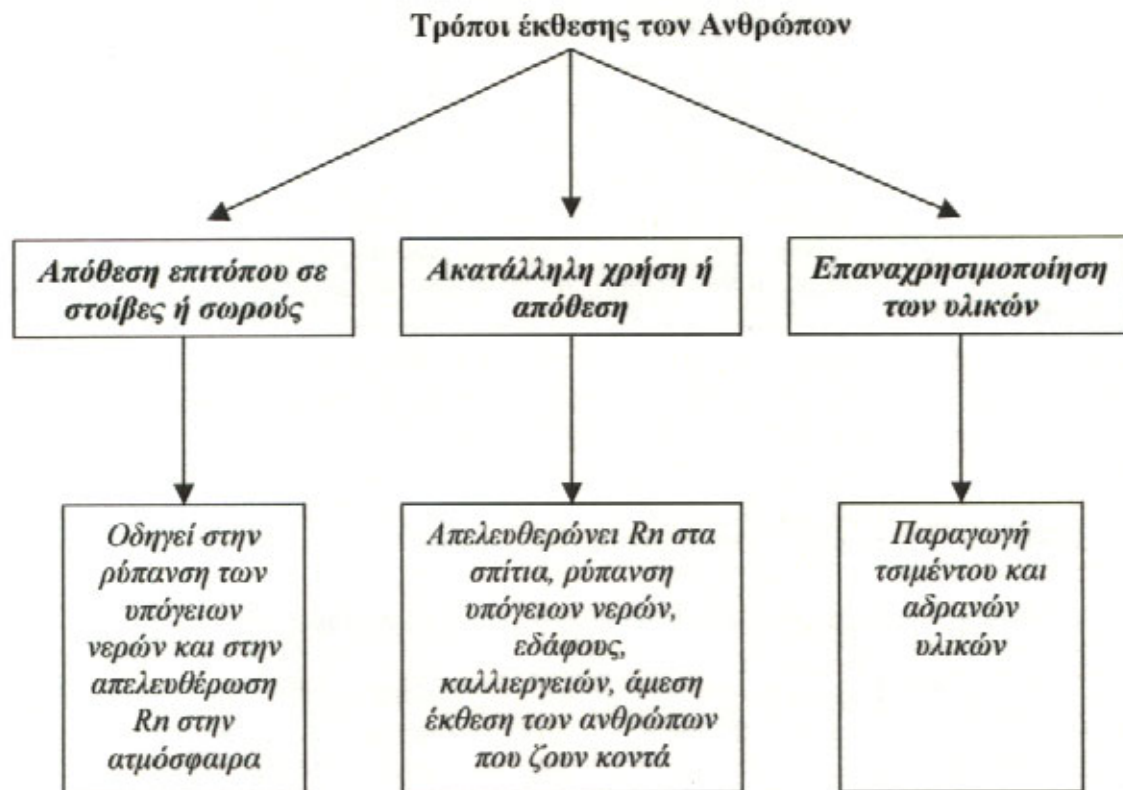 Τρόποι έκθεσης των Ανθρώπων
Απόθεση επιτόπου σε
στοίβες ή σωρούς
Ακατάλληλη χρήση ή
απόθεση
Επαναχρησιμοποίηση
των υλικών
Οδηγεί στην
ρύπανση των
υπόγειων
νερών και στην
απελευθέρωση
Rn στην
ατμόσφαιρα
Απελευθερώνει Rn στα
σπίτια, ρύπανση
υπόγειων νερών,
εδάφους,
καλλιεργειών, άμεση
έκθεση των ανθρώπων
που ζουν κοντά
Παραγωγή
τσιμέντου και
αδρανών
υλικών